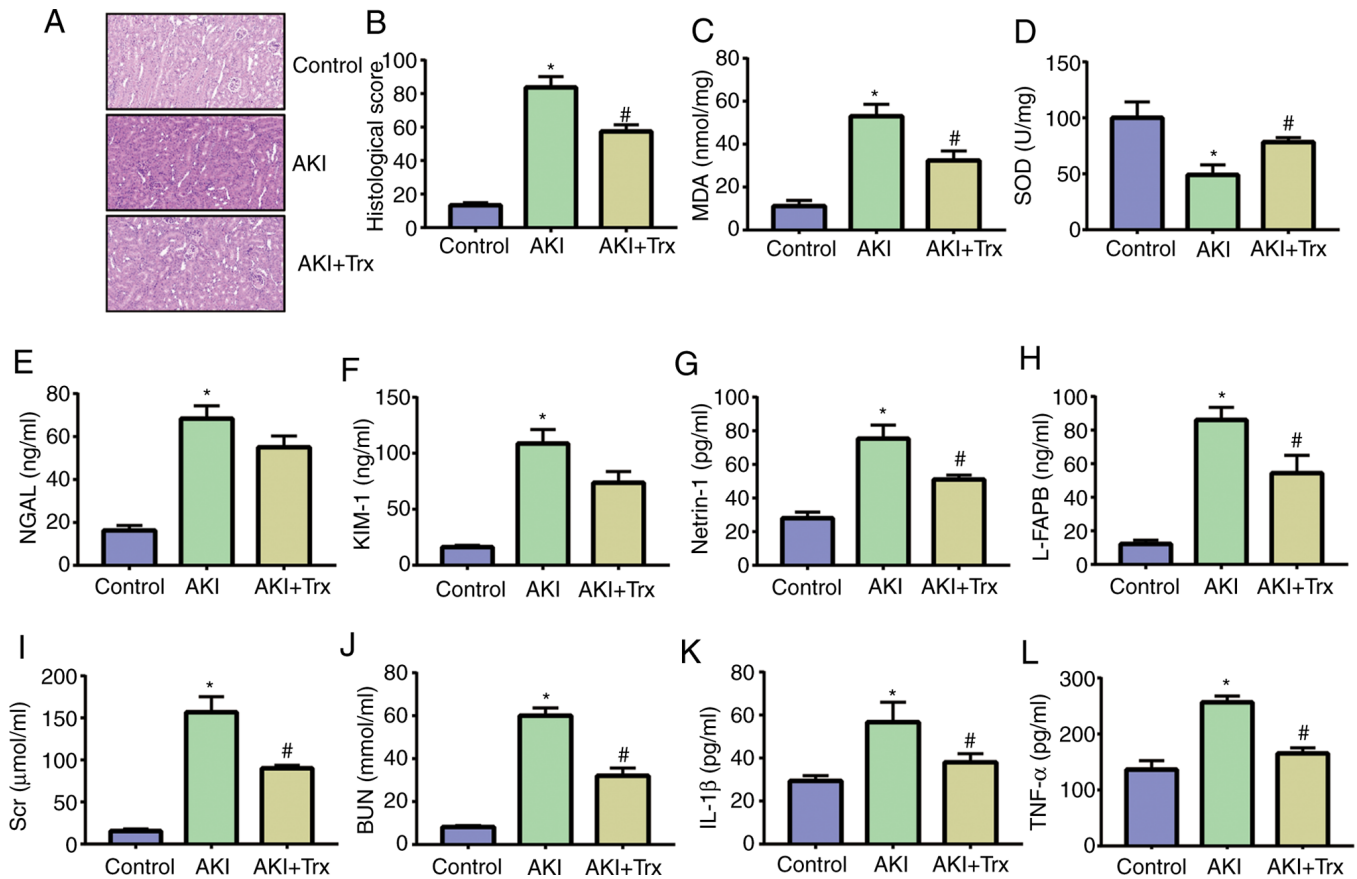 A
Control
AKI
AKI+Trx
B
Histological score
100
80
60
40
20
0
*
#
Control AKI AKI+Trx
C
MDA (nmol/mg)
80
60
40
20
0
*
#
Control AKI AKI+Trx
D
SOD (U/mg)
150
100
50
0
*
#
Control AKI AKI+Trx
E
NGAL (ng/ml)
80
60
40
20
0
*
Control AKI AKI+Trx
F
KIM-1 (ng/ml)
150
100
50
0
*
Control AKI AKI+Trx
G
Netrin-1 (pg/ml)
100
80
60
40
20
0
*
#
Control AKI AKI+Trx
H
L-FAPB (ng/ml)
100
80
60
40
20
0
*
#
Control AKI AKI+Trx
I
Scr (μmol/ml)
200
150
100
50
0
*
#
Control AKI AKI+Trx
J
BUN (mmol/ml)
80
60
40
20
0
*
#
Control AKI AKI+Trx
K
IL-1β (pg/ml)
80
60
40
20
0
*
#
Control AKI AKI+Trx
L
TNF-α (pg/ml)
300
200
100
0
*
#
Control AKI AKI+Trx